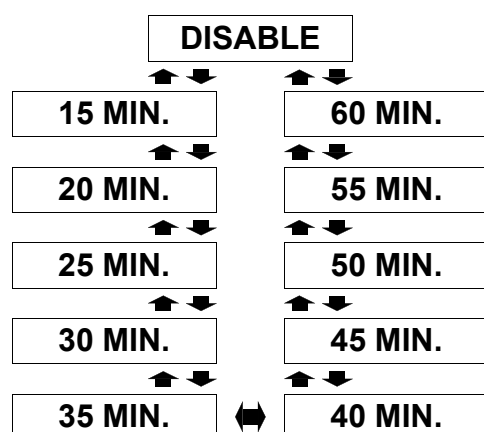 DISABLE
15 MIN.
60 MIN.
20 MIN.
55 MIN.
25 MIN.
50 MIN.
30 MIN.
45 MIN.
35 MIN.
40 MIN.